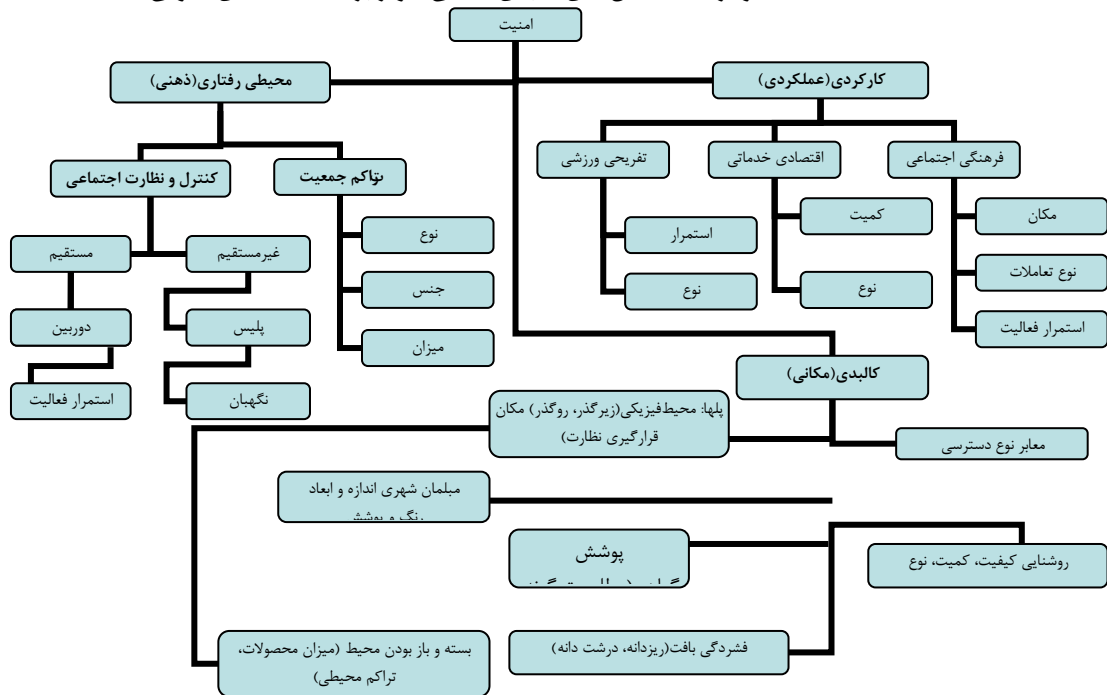 امنیت
کارکردی(عملکردی)
محیطی رفتاری(ذهنی)
فرهنگی اجتماعی
اقتصادی خدماتی
تفریحی ورزشی
تراکم جمعیت
کنترل و نظارت اجتماعی
مکان
کمیت
استمرار
نوع
غیرمستقیم
مستقیم
نوع تعاملات
نوع
نوع
جنس
استمرار فعالیت
پلیس
دوربین
میزان
نگهبان
استمرار فعالیت
کالبدی(مکانی)
پلها: محیط‌فیزیکی(زیرگذر، روگذر) مکان
قرارگیری نظارت)
معابر نوع دسترسی
مبلمان شهری اندازه و ابعاد
رنگ و پوشش
پوشش
روشنایی کیفیت، کمیت، نوع
فشردگی بافت(ریزدانه، درشت دانه)
بسته و باز بودن محیط (میزان محصولات،
تراکم محیطی)